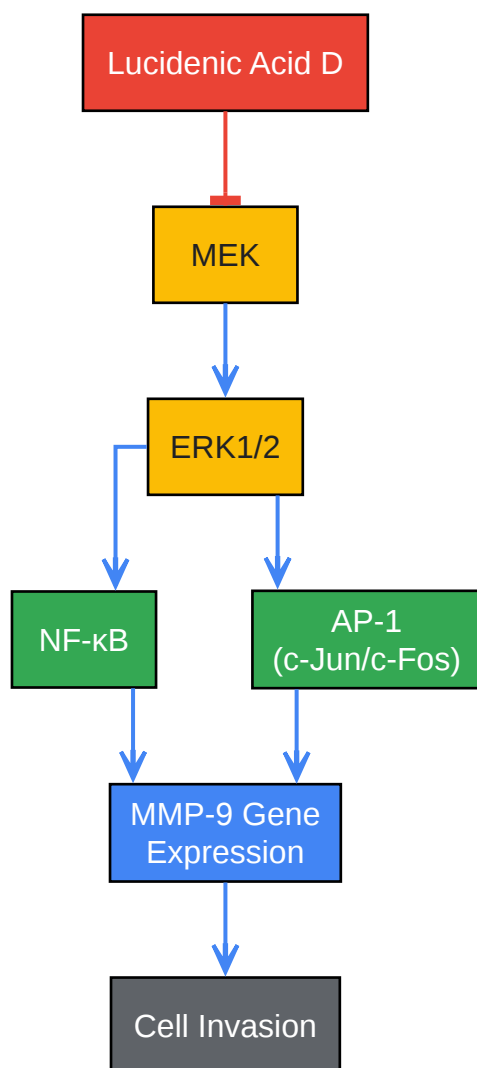 Lucidenic Acid D
MEK
ERK1/2
NF-κB
AP-1
(c-Jun/c-Fos)
MMP-9 Gene
Expression
Cell Invasion